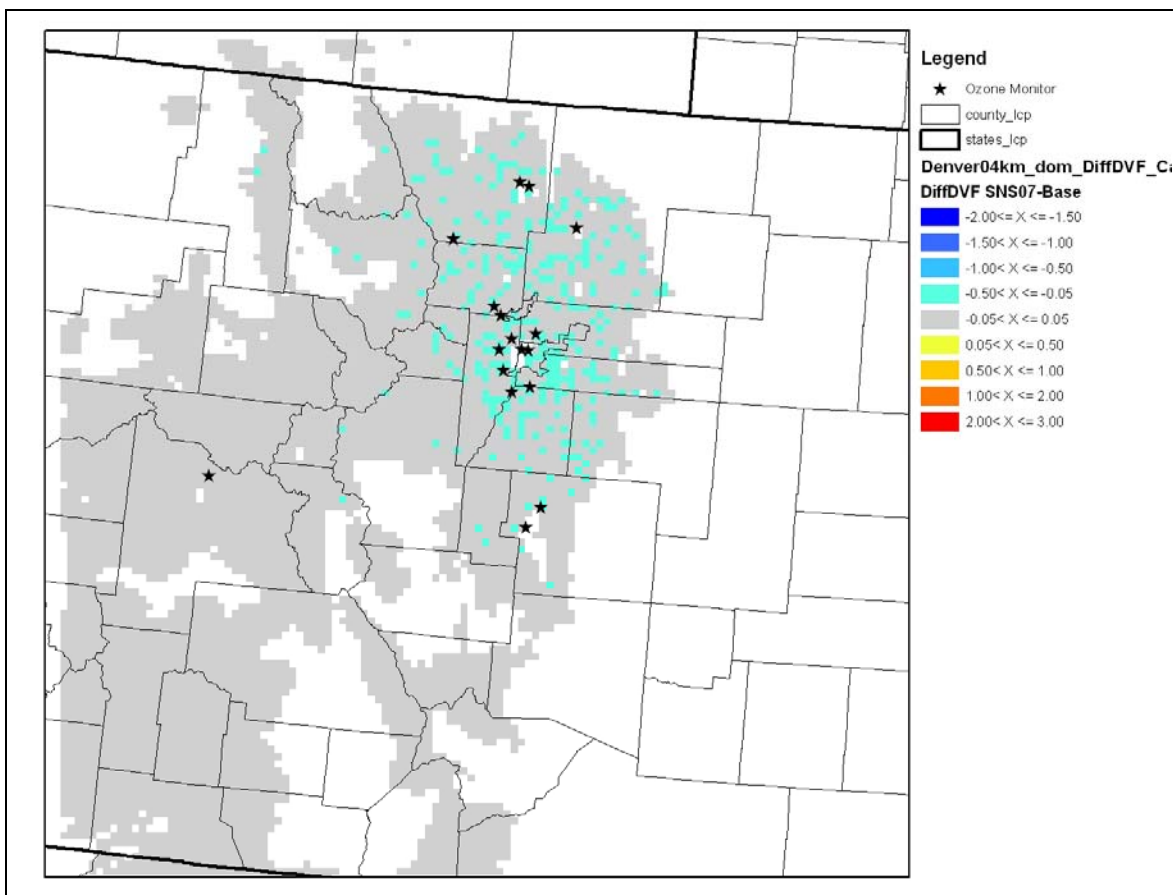 Legend
Ozone Monitor
county_lcp
states_lcp
Denver04km_dom_DiffDVF_Ca
DiffDVF SNS07-Base
-2.00<= X <= -1.50
-1.50< X <= -1.00
-1.00< X <= -0.50
-0.50< X <= -0.05
-0.05< X <= 0.05
0.05< X <= 0.50
0.50< X <= 1.00
1.00< X <= 2.00
2.00< X <= 3.00